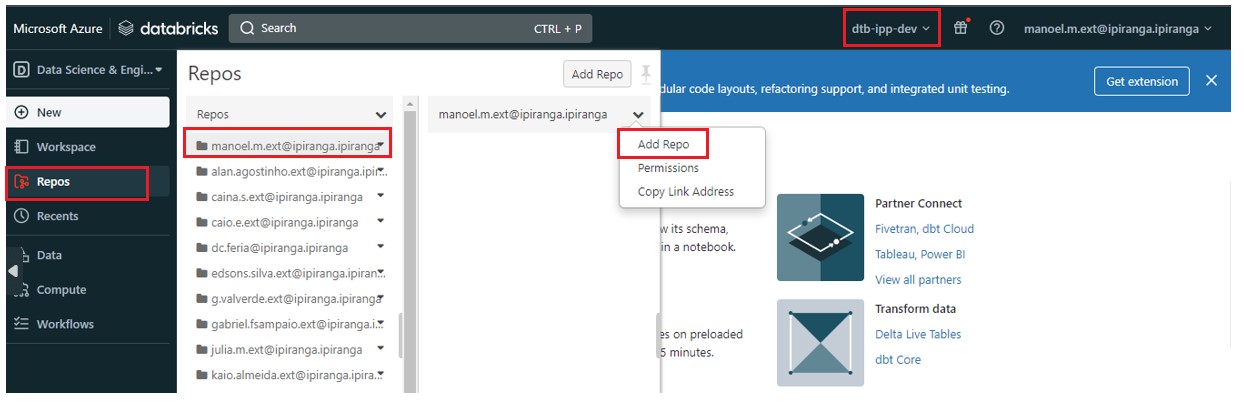 Microsoft Azure databricks Search CTRL + P dtb-ipp-dev manoel.m.ext@ipiranga.ipiranga
D Data Science & Engi...
New
Workspace
Repos
Recents
Data
Compute
Workflows
Repos Add Repo
Repos
manoel.m.ext@ipiranga.ipiranga
alan.agostinho.ext@ipiranga.ipir...
caina.s.ext@ipiranga.ipiranga
caio.e.ext@ipiranga.ipiranga
dc.feria@ipiranga.ipiranga
edsons.silva.ext@ipiranga.ipiran...
g.valverde.ext@ipiranga.ipiranga
gabriel.fsampaio.ext@ipiranga.i...
julia.m.ext@ipiranga.ipiranga
kaio.almeida.ext@ipiranga.ipira...
manoel.m.ext@ipiranga.ipiranga
Add Repo
Permissions
Copy Link Address
dular code layouts, refactoring support, and integrated unit testing. Get extension
w its schema,
in a notebook.
es on preloaded
5 minutes.
Partner Connect
Fivetran, dbt Cloud
Tableau, Power BI
View all partners
Transform data
Delta Live Tables
dbt Core